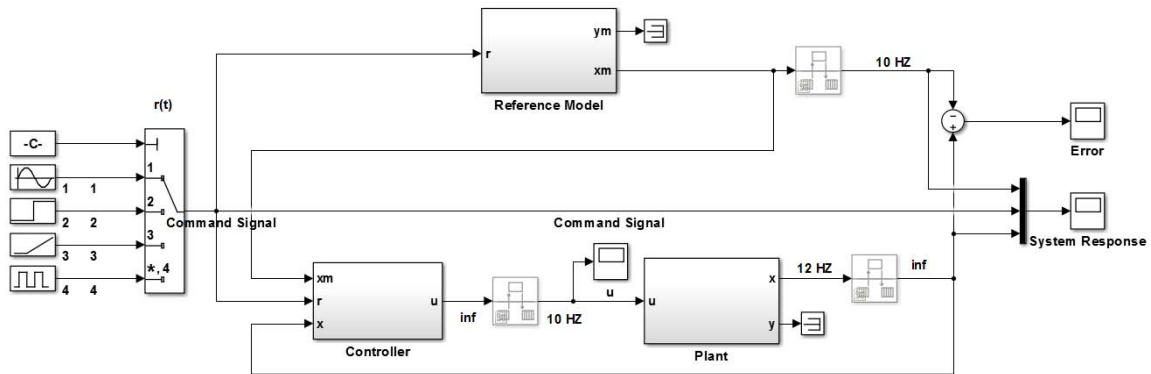 ym
r
xm
Reference Model
10 HZ
r(t)
-C-
Error
1 1
1
2 2
2
Command Signal
Command Signal
3 3
3
System Response
4 4
*, 4
xm
r
x
u
Controller
inf
10 HZ
u
u
x
y
Plant
12 HZ
inf